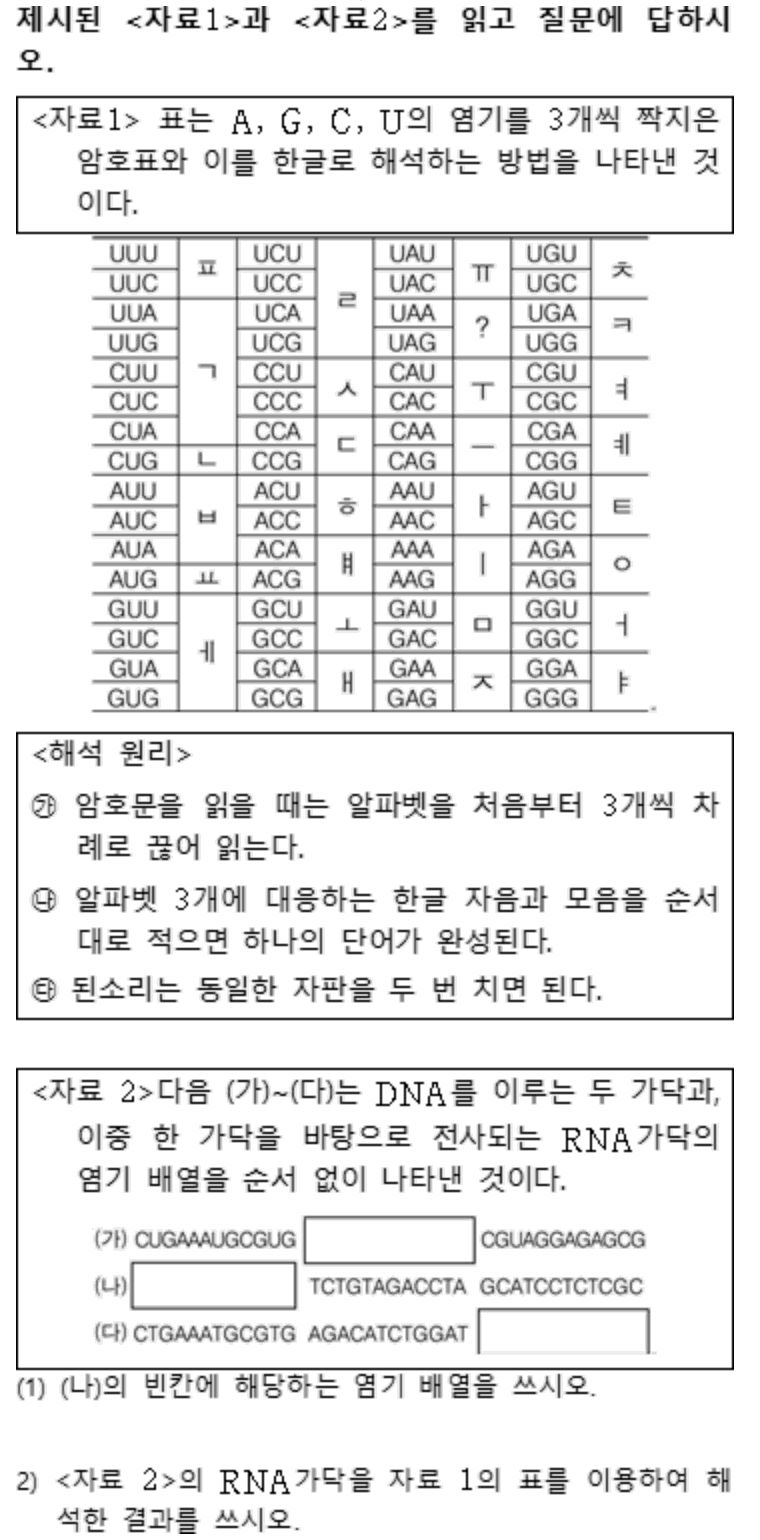 제시된 <자료1>과 <자료2>를 읽고 질문에 답하시
오.
<자료1> 표는 A, G, C, U의 염기를 3개씩 짝지은
암호표와 이를 한글로 해석하는 방법을 나타낸 것
이다.
UUU ㅍ UCU ㄹ UAU ㅠ UGU ㅊ
UUC UCC UAC UGC
UUA ㄱ UCA UAA ? UGA ㅋ
UUG UCG UAG UGG
CUU CCU ㅅ CAU ㅜ CGU ㅕ
CUC CCC CAC CGC
CUA CCA ㄷ CAA ㅡ CGA ㅖ
CUG ㄴ CCG CAG CGG
AUU ㅂ ACU ㅎ AAU ㅏ AGU ㅌ
AUC ACC AAC AGC
AUA ACA ㅒ AAA ㅣ AGA ㅇ
AUG ㅛ ACG AAG AGG
GUU ㅔ GCU ㅗ GAU ㅁ GGU ㅓ
GUC GCC GAC GGC
GUA GCA ㅐ GAA ㅈ GGA ㅑ
GUG GCG GAG GGG
<해석 원리>
㉮ 암호문을 읽을 때는 알파벳을 처음부터 3개씩 차
례로 끊어 읽는다.
㉯ 알파벳 3개에 대응하는 한글 자음과 모음을 순서
대로 적으면 하나의 단어가 완성된다.
㉰ 된소리는 동일한 자판을 두 번 치면 된다.
<자료 2>다음 (가)~(다)는 DNA를 이루는 두 가닥과,
이중 한 가닥을 바탕으로 전사되는 RNA가닥의
염기 배열을 순서 없이 나타낸 것이다.
(가) CUGAAAUGCGUG CGUAGGAGAGCG
(나) TCTGTAGACCTA GCATCCTCTCGC
(다) CTGAAATGCGTG AGACATCTGGAT
(1) (나)의 빈칸에 해당하는 염기 배열을 쓰시오.
2) <자료 2>의 RNA가닥을 자료 1의 표를 이용하여 해
석한 결과를 쓰시오.